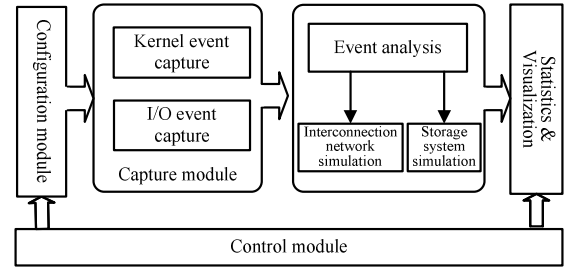 Configuration module
Kernel event
capture
I/O event
capture
Capture module
Event analysis
Interconnection
network
simulation
Storage
system
simulation
Statistics &
Visualization
Control module